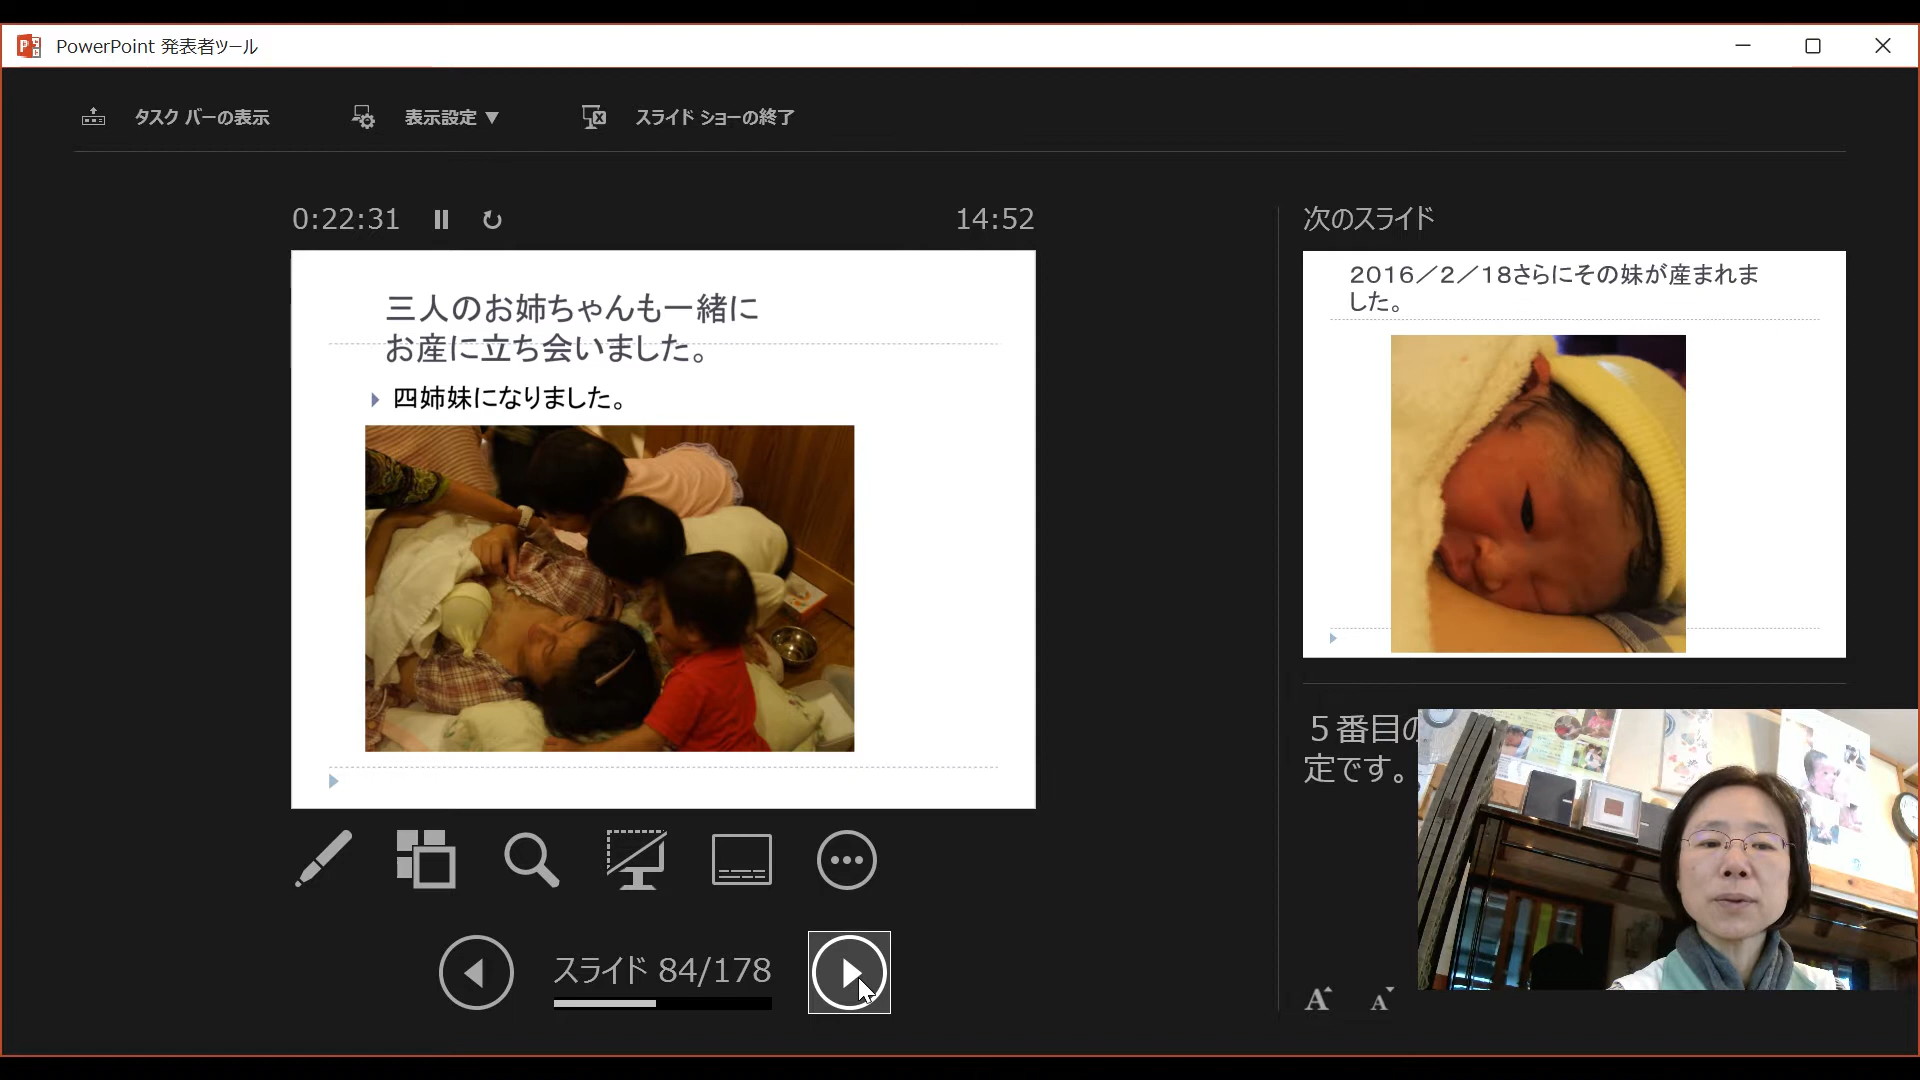 PowerPoint 発表者ツール
タスク バーの表示 表示設定 ▼ スライド ショーの終了
0:22:31 14:52
三人のお姉ちゃんも一緒に
お産に立ち会いました。
四姉妹になりました。
スライド 84/178
次のスライド
2016／2／18さらにその妹が産まれま
した。
５番目の
定です。